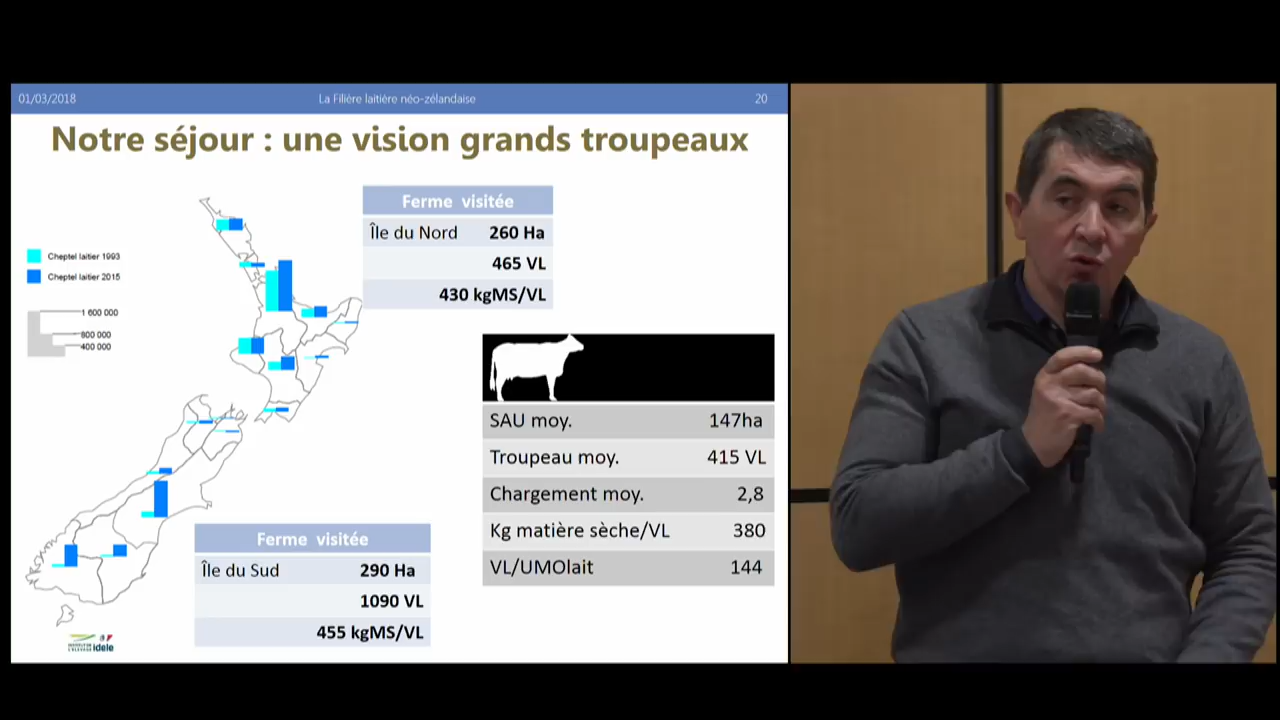 01/03/2018 La Filière laitière néo-zélandaise 20
Notre séjour : une vision grands troupeaux
Cheptel laitier 1993
Cheptel laitier 2015
1 600 000
800 000
400 000
Ferme visitée
Île du Nord 260 Ha
465 VL
430 kgMS/VL
SAU moy. 147ha
Troupeau moy. 415 VL
Chargement moy. 2,8
Kg matière sèche/VL 380
VL/UMOlait 144
Ferme visitée
Île du Sud 290 Ha
1090 VL
455 kgMS/VL
idele